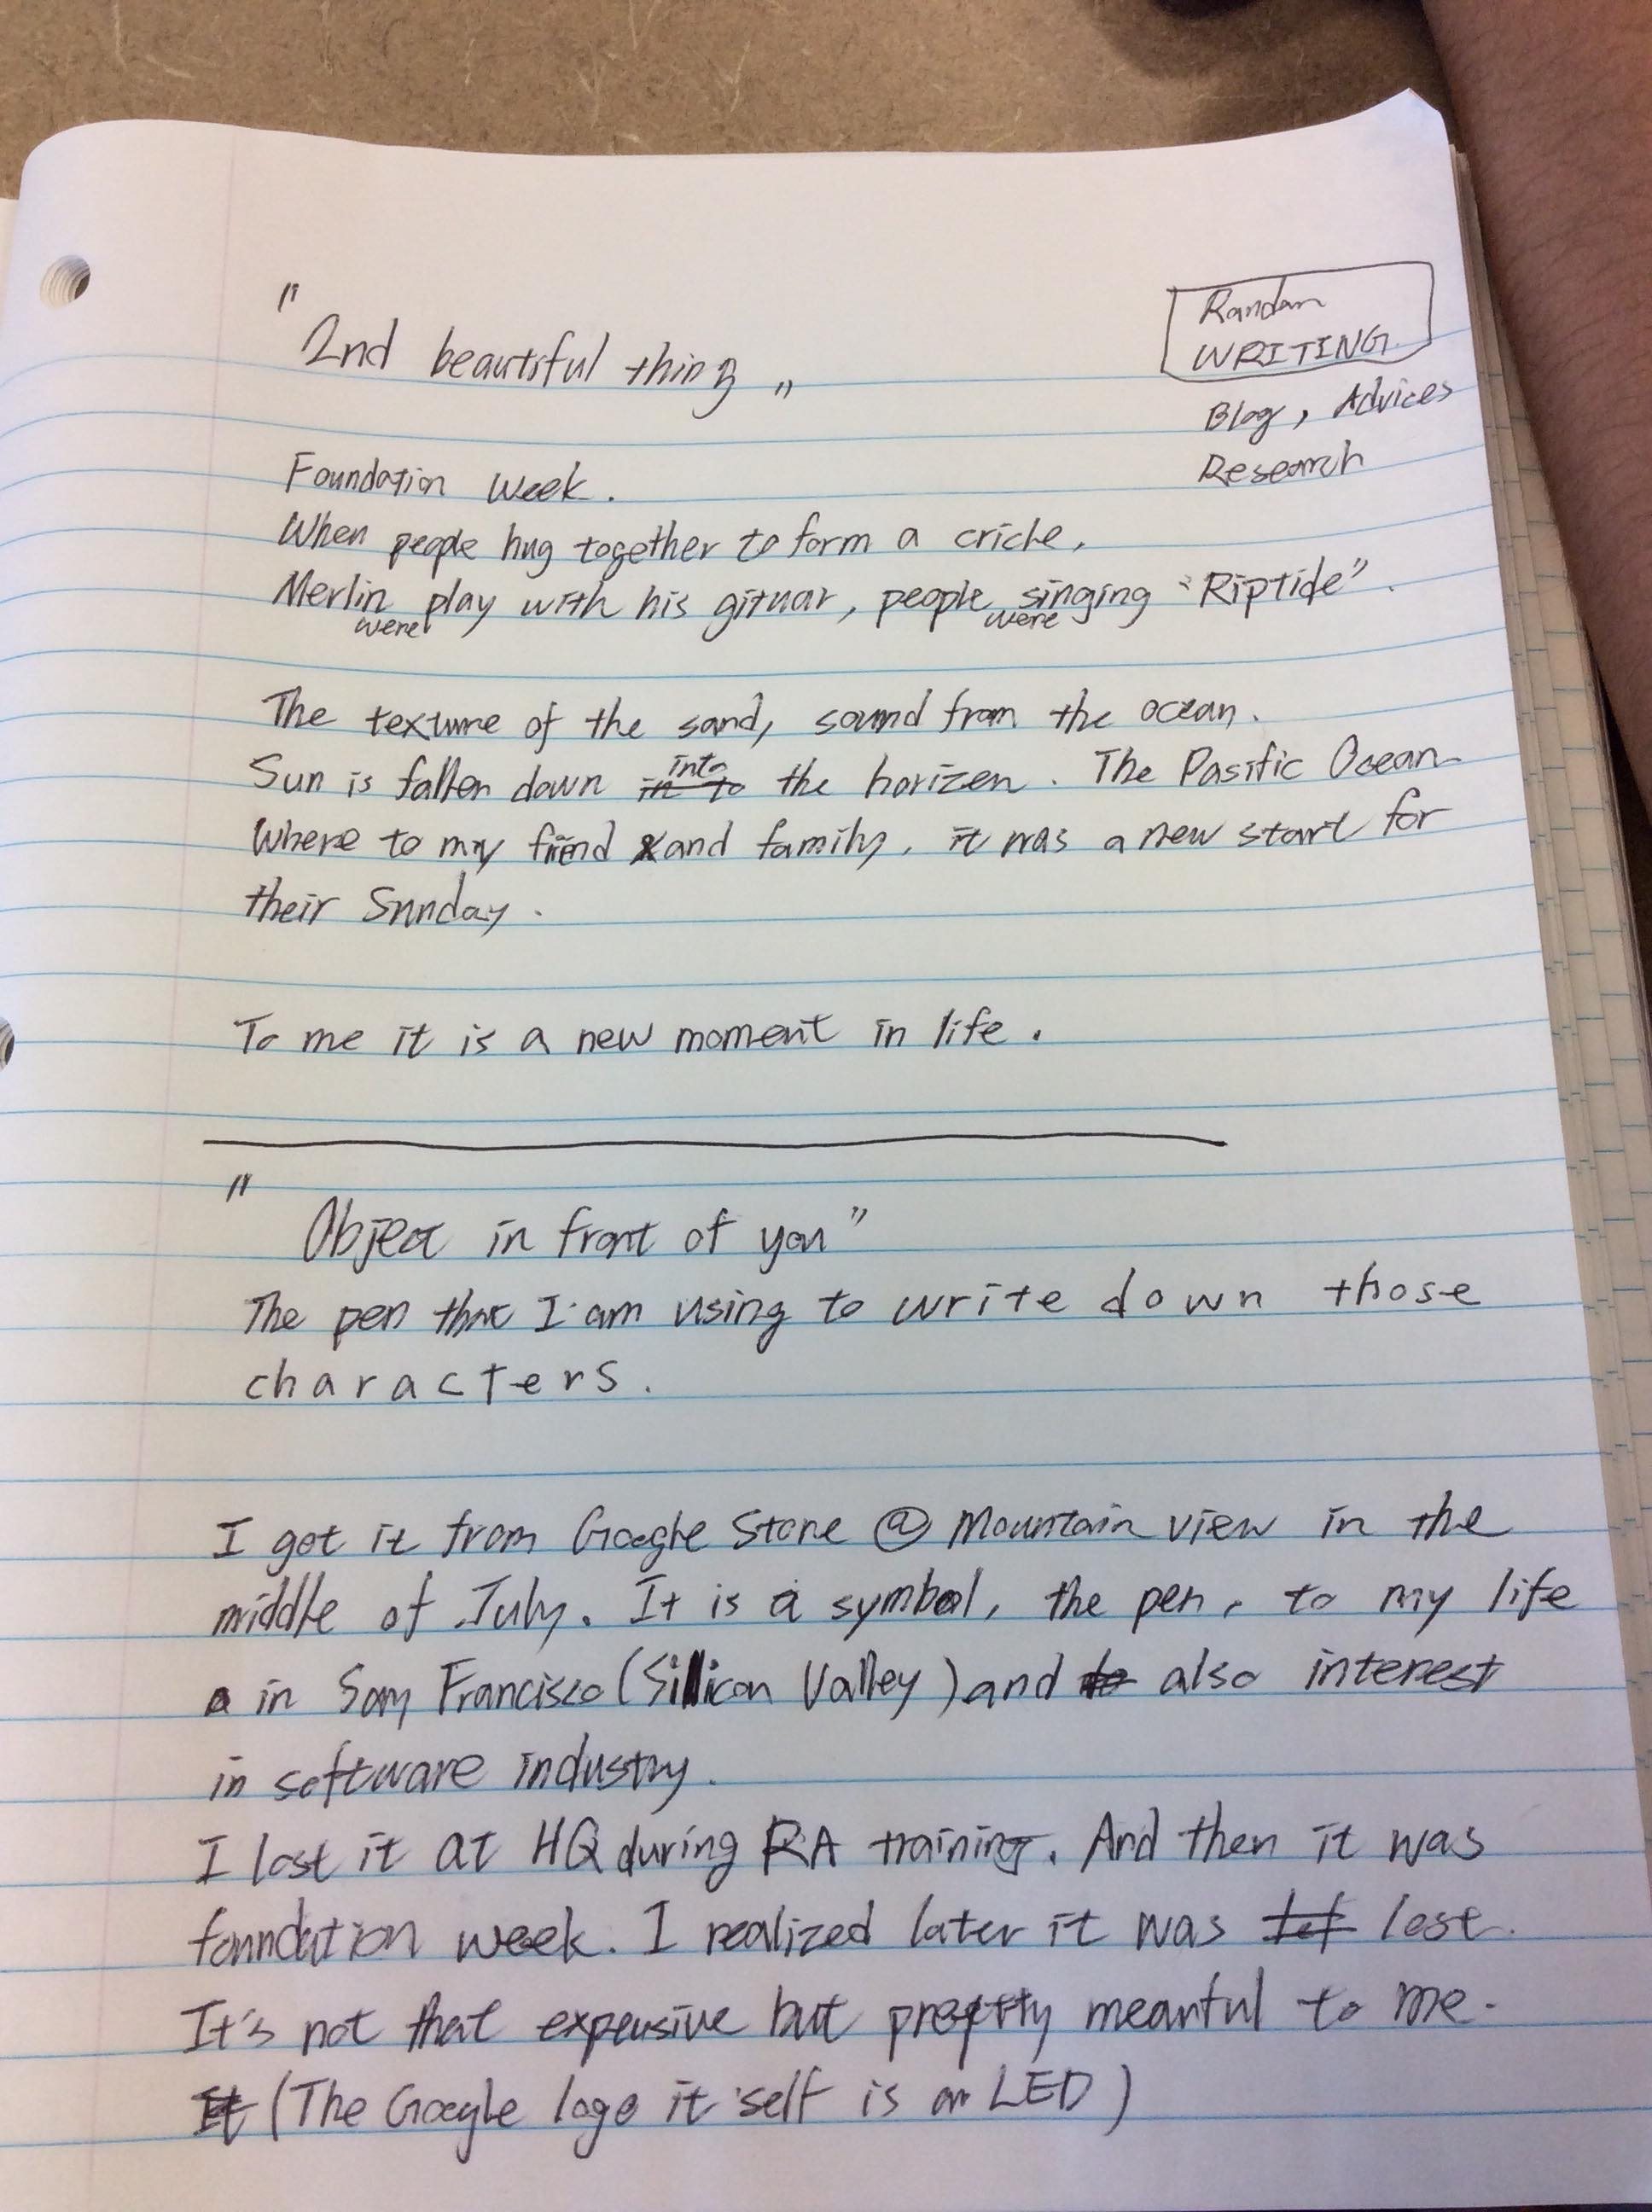 "2nd beautiful thing"
Random
WRITING
Blog, Advices
Research
Foundation Week.
When people hug together to form a cricle,
Merlin were play with his gituar, people were singing "Riptide".
The texture of the sand, sound from the ocean.
Sun is fallen down into the horizen. The Pasific Ocean
Where to my fiend and family, it was a new start for
their Sunday.
To me it is a new moment in life.
"Object in front of you"
The pen that I am using to write down those
characters.
I got it from Google Store @ Mountain view in the
middle of July. It is a symbol, the pen, to my life
in San Francisco (Sillicon Valley) and also interest
in software industry.
I lost it at HQ during RA training. And then it was
foundation week. I realized later it was lost.
It's not that expensive but pretty meanful to me.
(The Google logo it self is an LED)